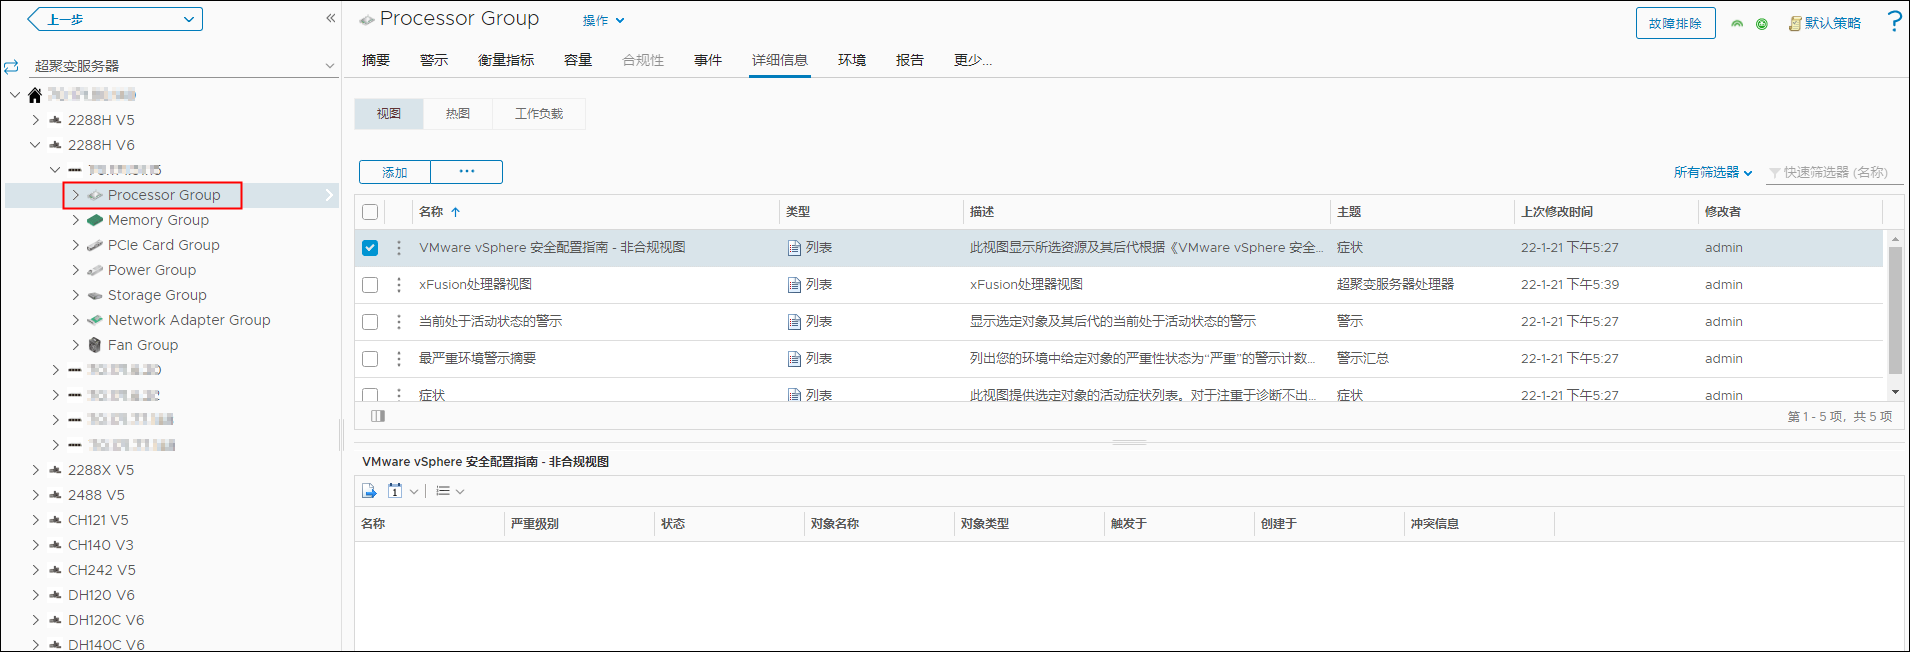 上一步
«
Processor Group
操作
故障排除
默认策略
?
超聚变服务器
摘要 警示 衡量指标 容量 合规性 事件 详细信息 环境 报告 更少...
2288H V5
2288H V6
Processor Group
Memory Group
PCIe Card Group
Power Group
Storage Group
Network Adapter Group
Fan Group
2288X V5
2488 V5
CH121 V5
CH140 V3
CH242 V5
DH120 V6
DH120C V6
DH140C V6
视图 热图 工作负载
添加 ···
所有筛选器 快速筛选器 (名称)
名称 ↑ 类型 描述 主题 上次修改时间 修改者
VMware vSphere 安全配置指南 - 非合规视图 列表 此视图显示所选资源及其后代根据《VMware vSphere 安全... 症状 22-1-21 下午5:27 admin
xFusion处理器视图 列表 xFusion处理器视图 超聚变服务器处理器 22-1-21 下午5:39 admin
当前处于活动状态的警示 列表 显示选定对象及其后代的当前处于活动状态的警示 警示 22-1-21 下午5:27 admin
最严重环境警示摘要 列表 列出您的环境中给定对象的严重性状态为“严重”的警示计数... 警示汇总 22-1-21 下午5:27 admin
症状 列表 此视图提供选定对象的活动症状列表。对于注重于诊断不出... 症状 22-1-21 下午5:27 admin
第 1 - 5 项，共 5 项
VMware vSphere 安全配置指南 - 非合规视图
1
名称 严重级别 状态 对象名称 对象类型 触发于 创建于 冲突信息